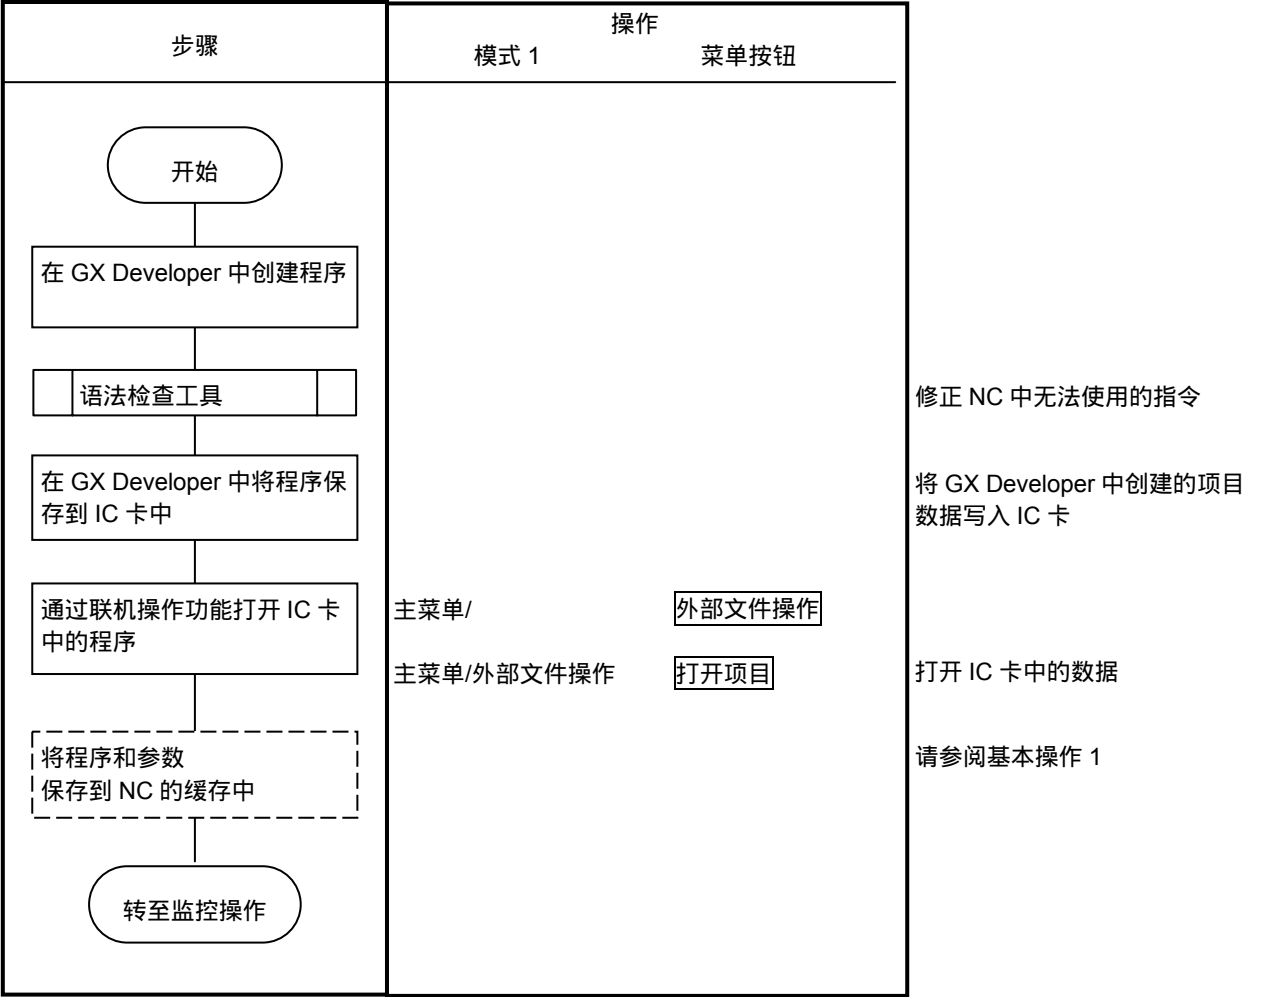 步骤
操作
模式 1
菜单按钮
开始
在 GX Developer 中创建程序
语法检查工具
修正 NC 中无法使用的指令
在 GX Developer 中将程序保
存到 IC 卡中
将 GX Developer 中创建的项目
数据写入 IC 卡
通过联机操作功能打开 IC 卡
中的程序
主菜单/
外部文件操作
主菜单/外部文件操作
打开项目
打开 IC 卡中的数据
将程序和参数
保存到 NC 的缓存中
请参阅基本操作 1
转至监控操作